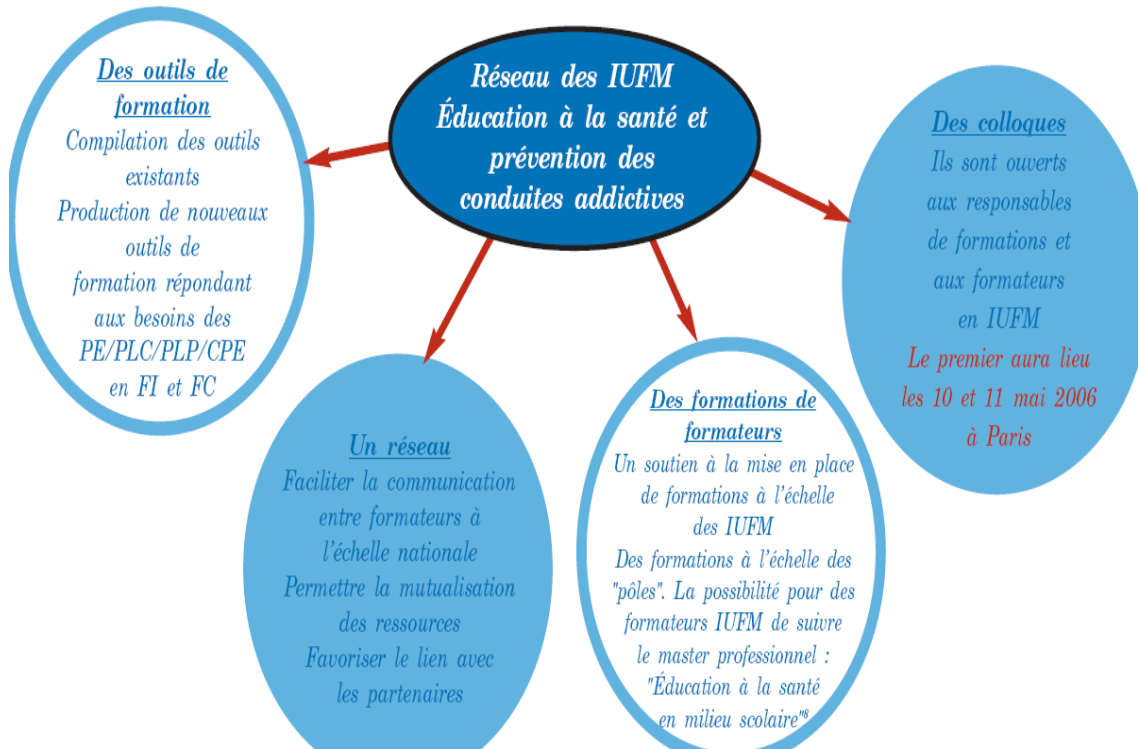 Réseau des IUFM
Éducation à la santé et
prévention des
conduites addictives
Des outils de
formation
Compilation des outils
existants
Production de nouveaux
outils de
formation répondant
aux besoins des
PE/PLC/PLP/CPE
en FI et FC
Un réseau
Faciliter la communication
entre formateurs à
l'échelle nationale
Permettre la mutualisation
des ressources
Favoriser le lien avec
les partenaires
Des formations de
formateurs
Un soutien à la mise en place
de formations à l'échelle
des IUFM
Des formations à l'échelle des
"pôles". La possibilité pour des
formateurs IUFM de suivre
le master professionnel :
"Éducation à la santé
en milieu scolaire"⁸
Des colloques
Ils sont ouverts
aux responsables
de formations et
aux formateurs
en IUFM
Le premier aura lieu
les 10 et 11 mai 2006
à Paris